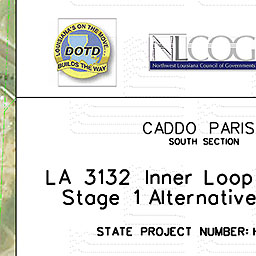 LOUISIANA'S ON THE MOVE...
DOTD
BUILDS THE WAY
NLCOG
Northwest Louisiana Council of Governments
CADDO PARIS
SOUTH SECTION
LA 3132 Inner Loop
Stage 1 Alternative
STATE PROJECT NUMBER: H